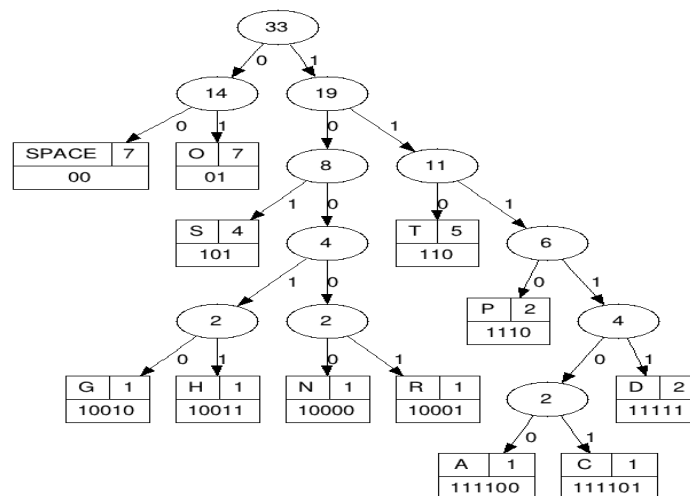 33
0 1
14 19
0 1 0 1
SPACE 7 O 7 8 11
00 01
1 0 0 1
S 4 4 T 5 6
101 110
1 0 0 1
2 2 P 2 4
1110
0 1 0 1 0 1
G 1 H 1 N 1 R 1 2 D 2
10010 10011 10000 10001 11111
0 1
A 1 C 1
111100 111101